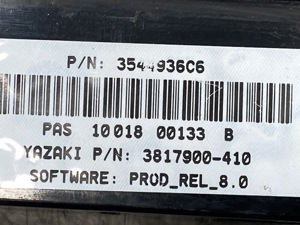 P/N: 3544936C6
PAS 10018 00133 B
YAZAKI P/N: 3817900-410
SOFTWARE: PROD_REL_8.0